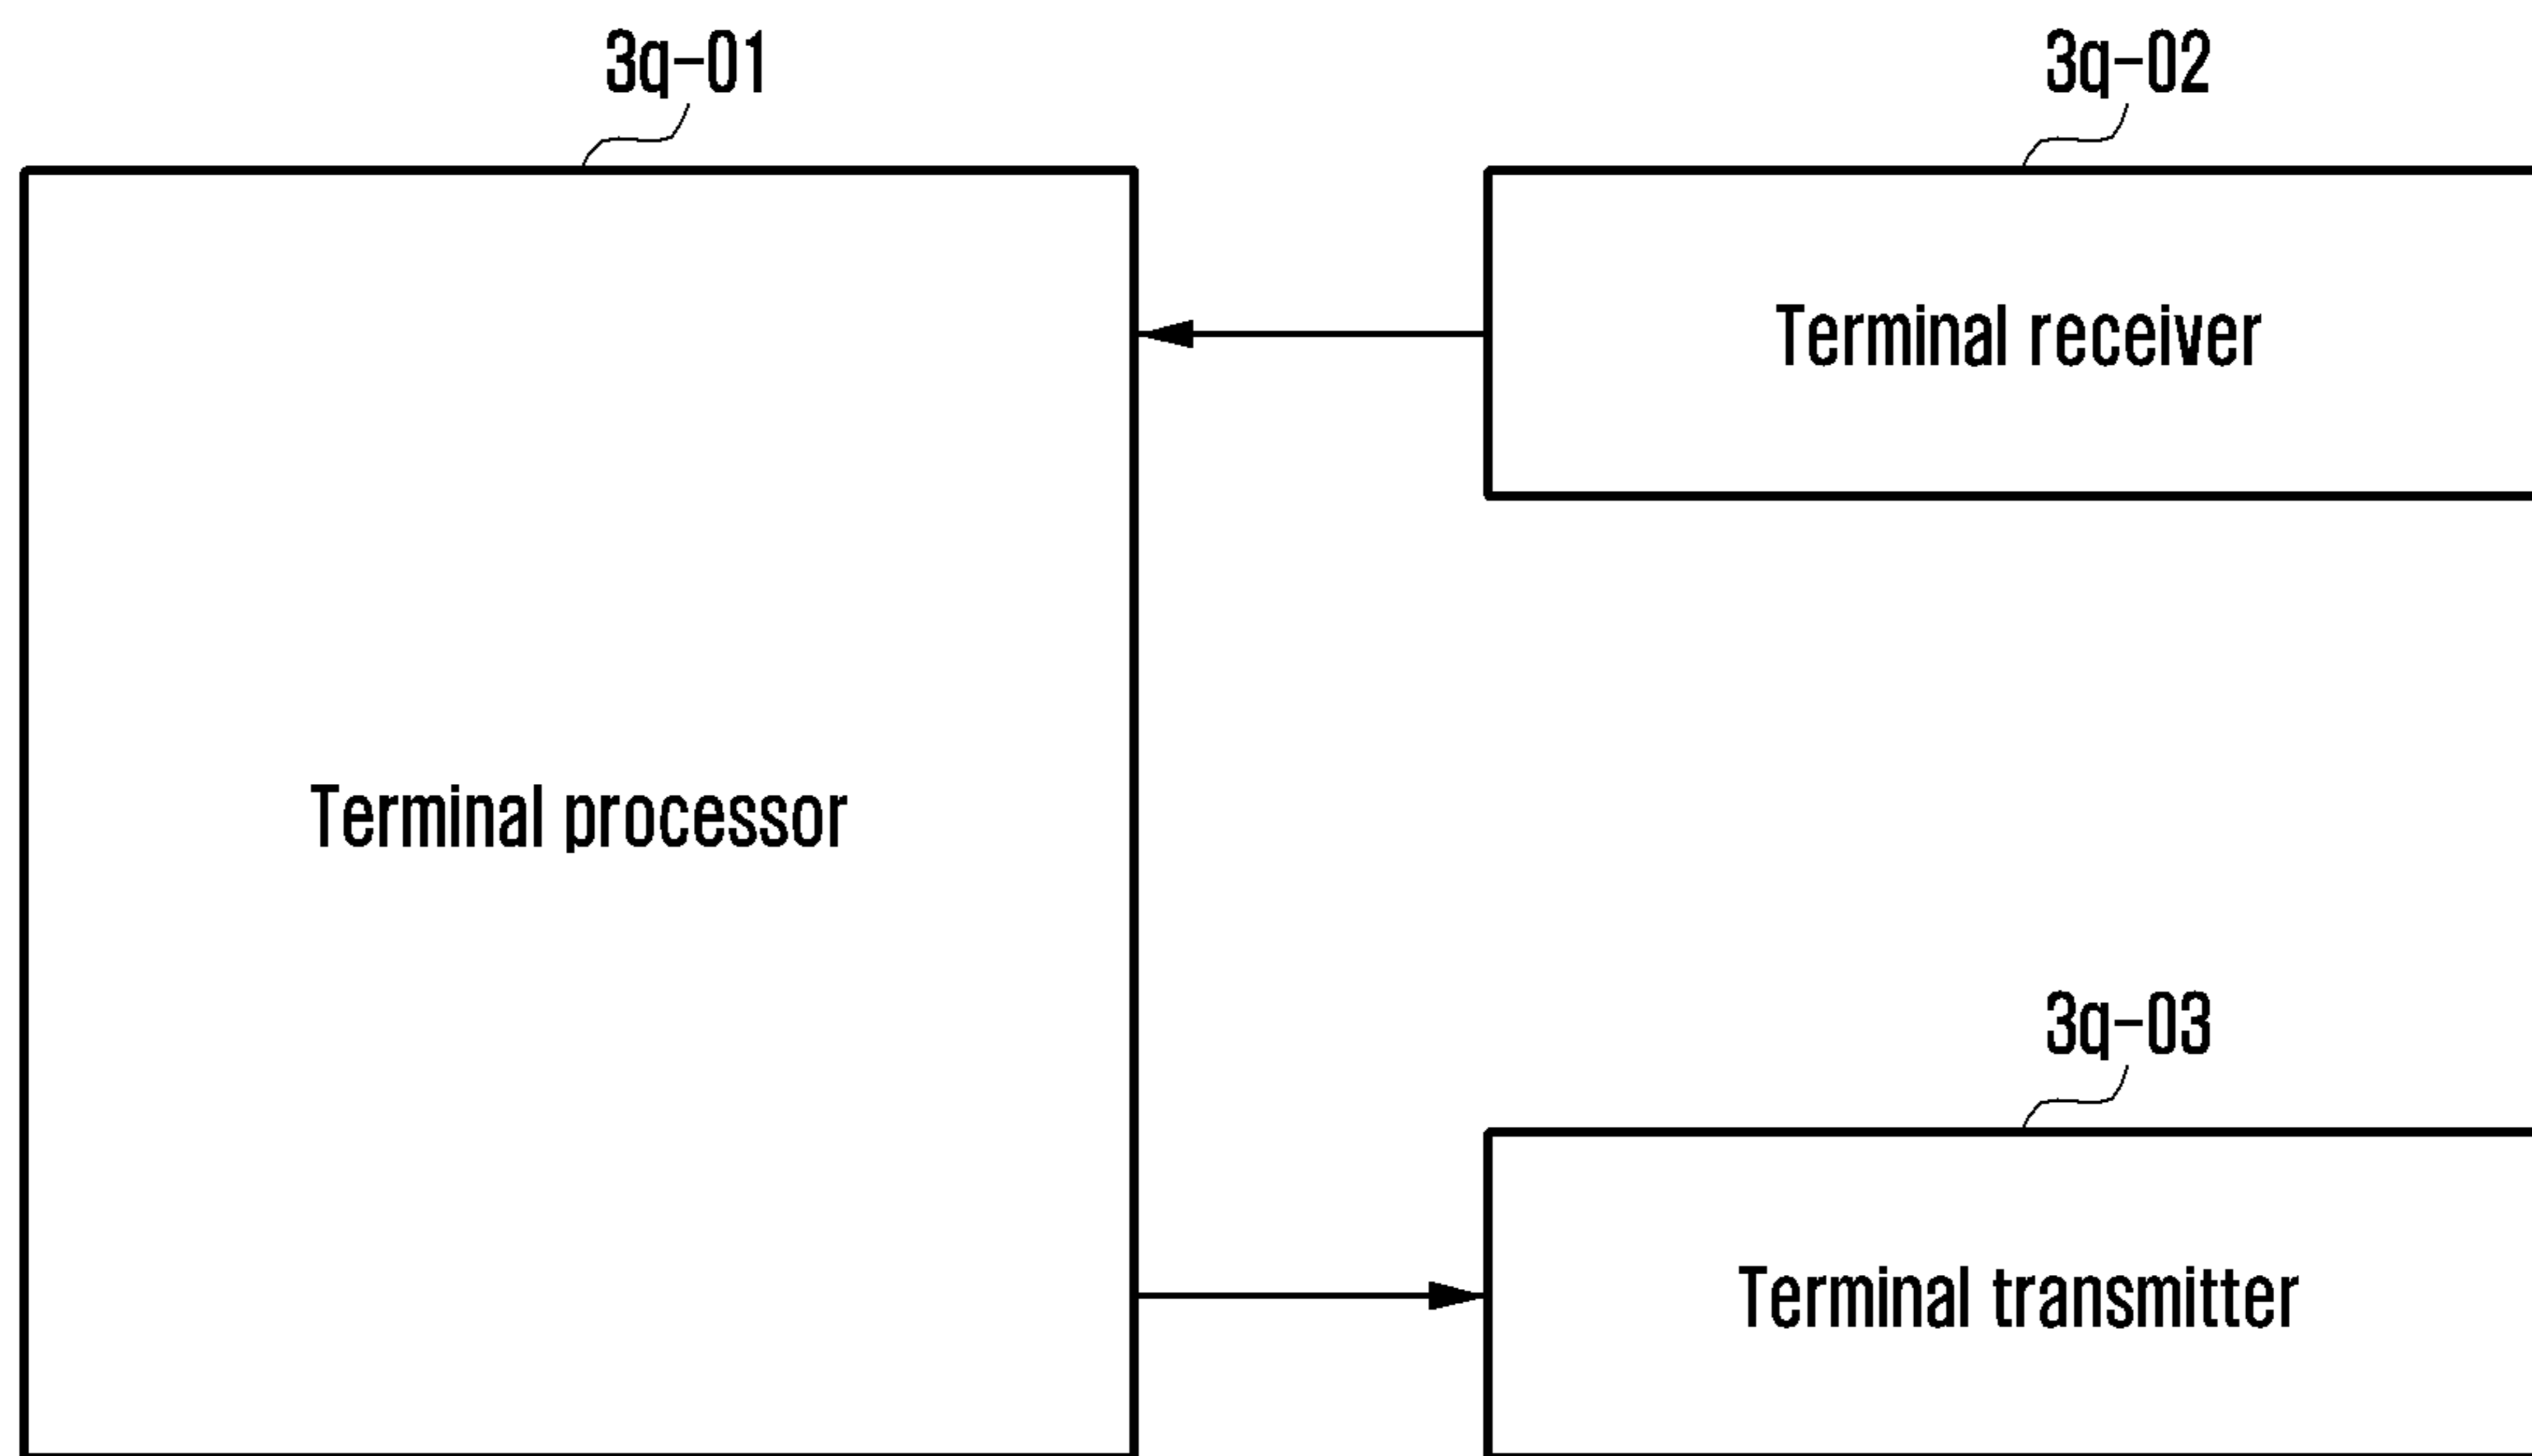 3q-01
3q-02
Terminal receiver
Terminal processor
3q-03
Terminal transmitter